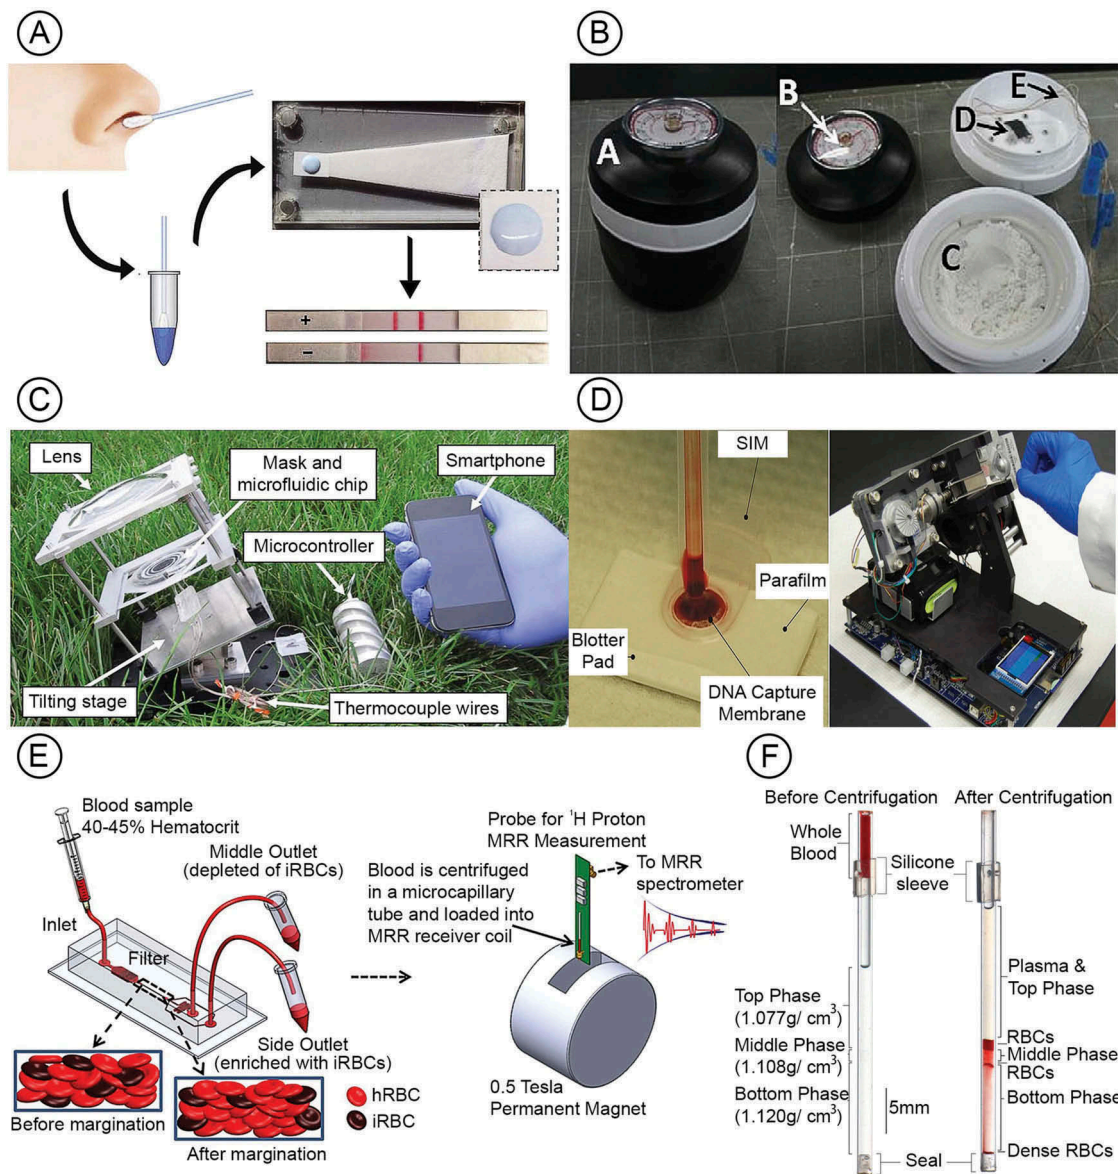 A
+
–
B
A
B
E
D
C
C
Lens
Mask and
microfluidic chip
Smartphone
Microcontroller
Tilting stage
Thermocouple wires
D
SIM
Parafilm
Blotter
Pad
DNA Capture
Membrane
E
Blood sample
40-45% Hematocrit
Middle Outlet
(depleted of iRBCs)
Inlet
Filter
Side Outlet
(enriched with iRBCs)
hRBC
iRBC
Before margination
After margination
Probe for ¹H Proton
MRR Measurement
Blood is centrifuged
in a microcapillary
tube and loaded into
MRR receiver coil
To MRR
spectrometer
0.5 Tesla
Permanent Magnet
F
Before Centrifugation
After Centrifugation
Whole
Blood
Silicone
sleeve
Plasma &
Top Phase
Top Phase
(1.077g/ cm³)
Middle Phase
(1.108g/ cm³)
Bottom Phase
(1.120g/ cm³)
RBCs
Middle Phase
RBCs
Bottom Phase
5mm
Dense RBCs
Seal